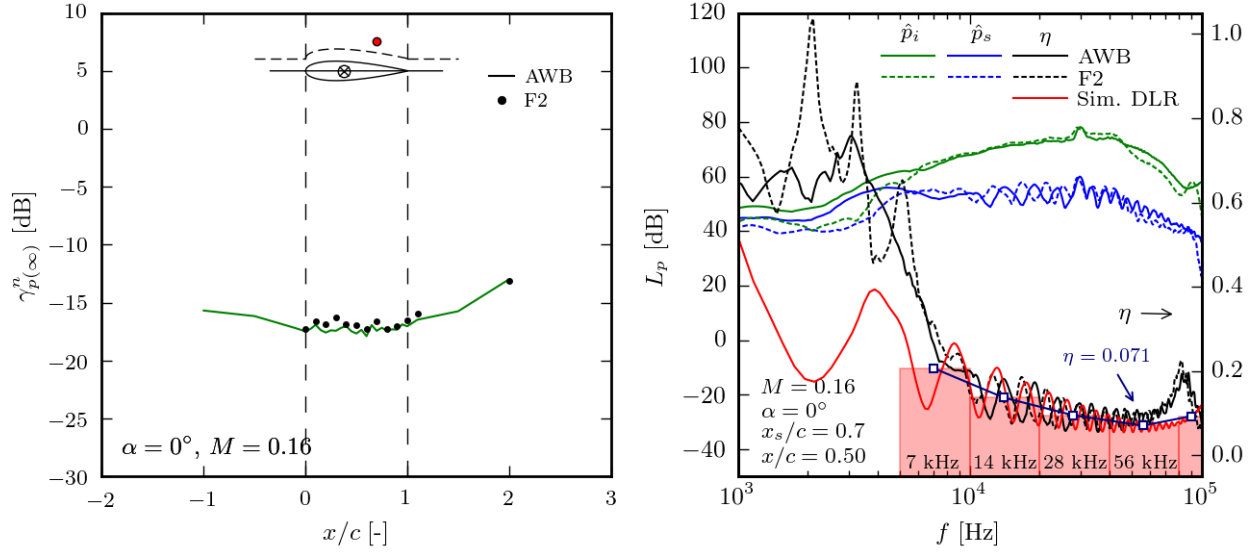 10
5
0
−5
−10
−15
−20
−25
−30
−2
−1
0
1
2
γ^n_{p(∞)} [dB]
x/c [-]
AWB
F2
α = 0°, M = 0.16
120
100
80
60
40
20
0
−20
−40
L_p [dB]
10^3
10^4
10^5
f [Hz]
1.0
0.8
0.6
0.4
0.2
0.0
p̂_i p̂_s η
AWB
F2
Sim. DLR
η →
η = 0.071
M = 0.16
α = 0°
x_s/c = 0.7
x/c = 0.50
7 kHz 14 kHz 28 kHz 56 kHz